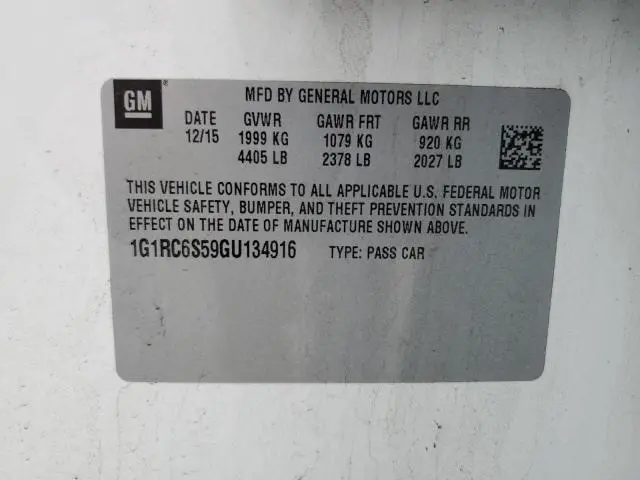 GM ® MFD BY GENERAL MOTORS LLC
DATE GVWR GAWR FRT GAWR RR
12/15 1999 KG 1079 KG 920 KG
4405 LB 2378 LB 2027 LB
THIS VEHICLE CONFORMS TO ALL APPLICABLE U.S. FEDERAL MOTOR
VEHICLE SAFETY, BUMPER, AND THEFT PREVENTION STANDARDS IN
EFFECT ON THE DATE OF MANUFACTURE SHOWN ABOVE.
1G1RC6S59GU134916 TYPE: PASS CAR